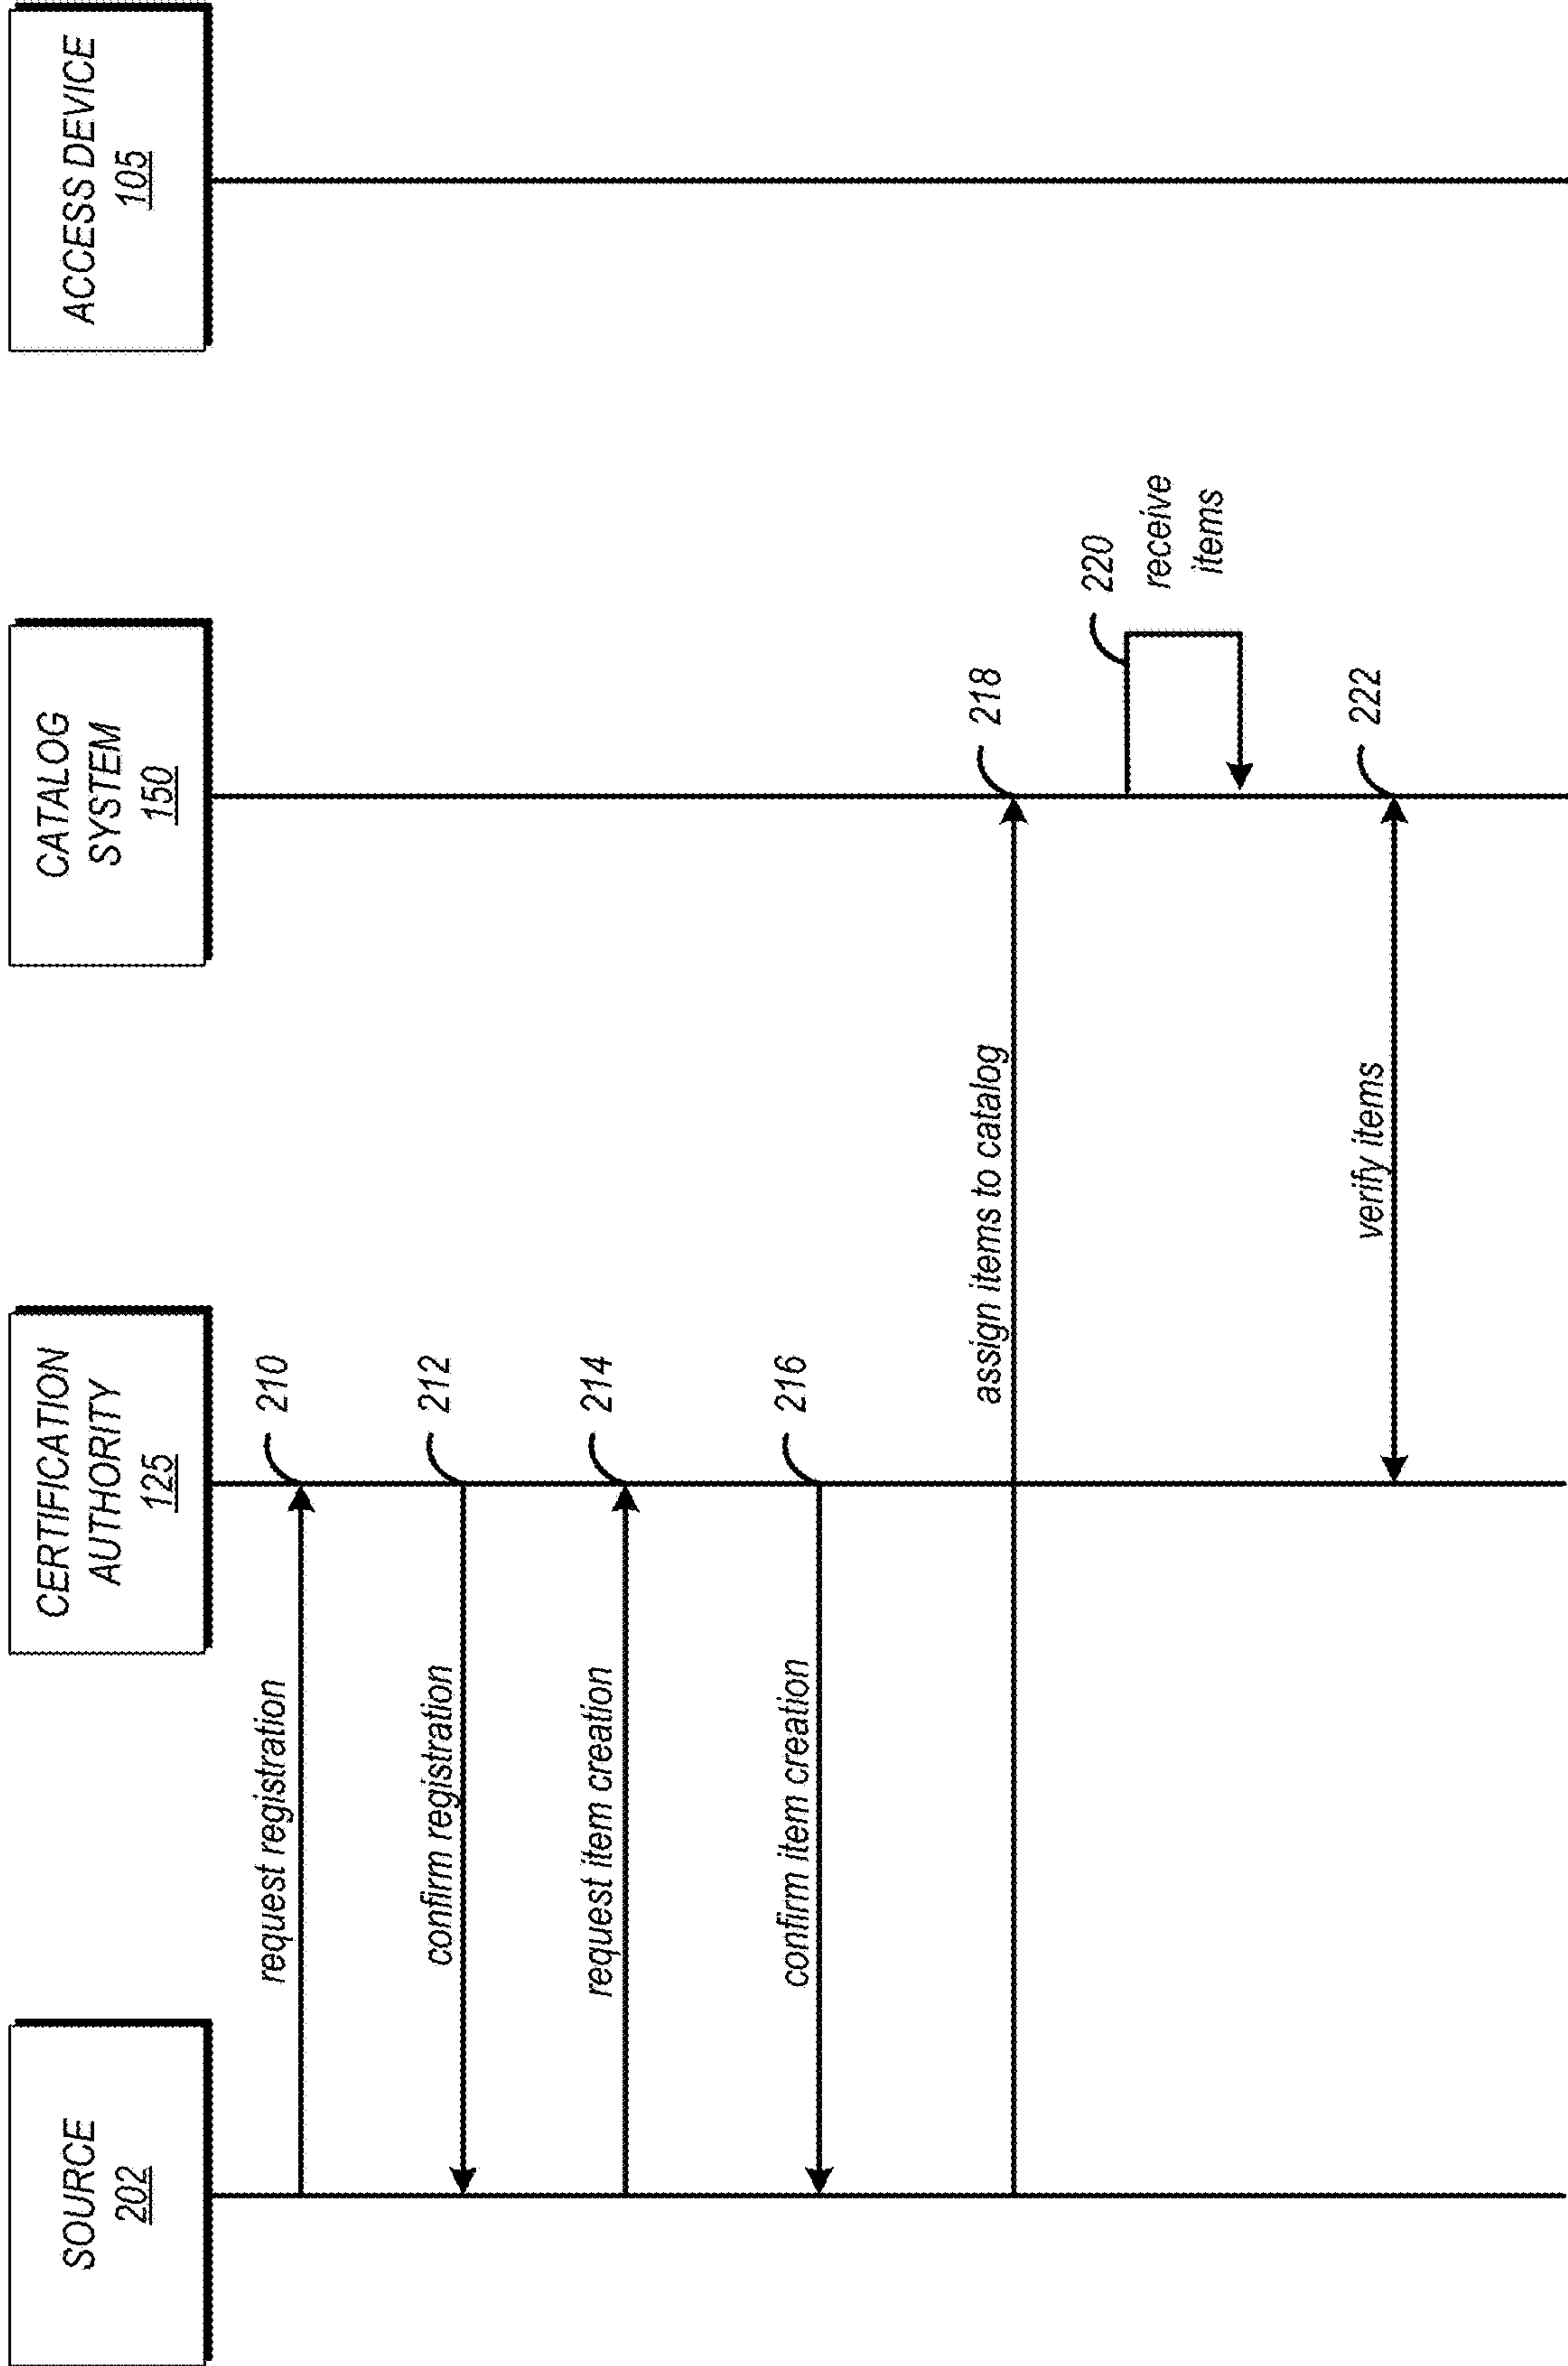 SOURCE
202
CERTIFICATION
AUTHORITY
125
CATALOG
SYSTEM
150
ACCESS DEVICE
105
request registration
210
confirm registration
212
request item creation
214
confirm item creation
216
assign items to catalog
218
220
receive
items
verify items
222